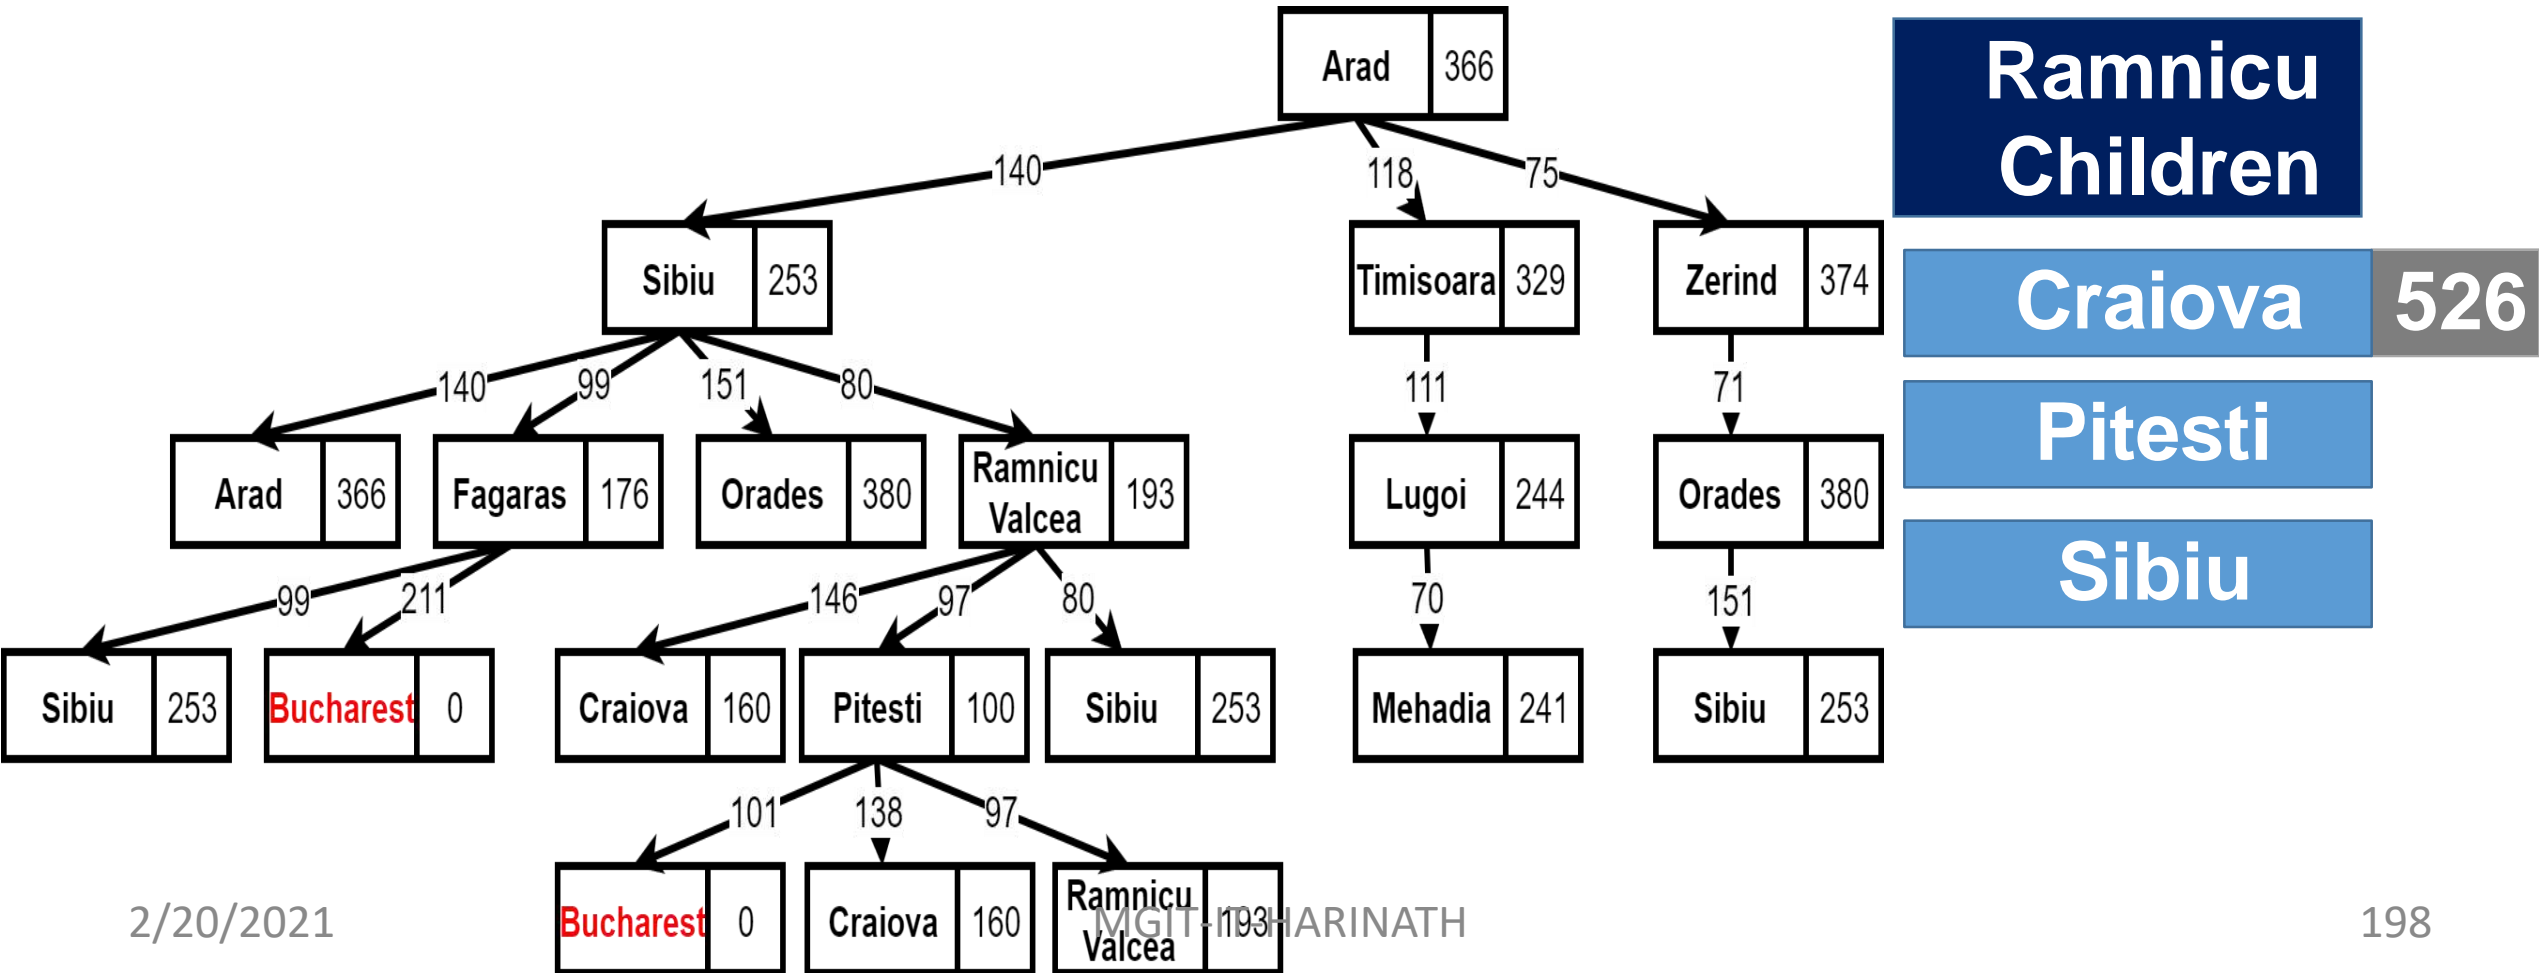 Arad 366
Ramnicu
Children
140 118 75
Sibiu 253
Timisoara 329
Zerind 374
Craiova 526
140 99 151 80 111 71
Pitesti
Arad 366
Fagaras 176
Orades 380
Ramnicu
Valcea 193
Lugoi 244
Orades 380
Sibiu
99 211 146 97 80 70 151
Sibiu 253
Bucharest 0
Craiova 160
Pitesti 100
Sibiu 253
Mehadia 241
Sibiu 253
101 138 97
Bucharest 0
Craiova 160
Ramnicu
Valcea 193
2/20/2021
MGIT-IT-HARINATH
198